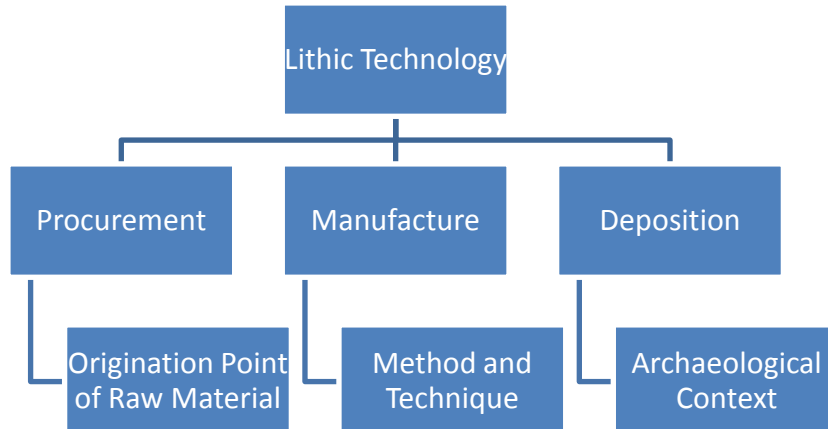 Lithic Technology
Procurement
Manufacture
Deposition
Origination Point
of Raw Material
Method and
Technique
Archaeological
Context